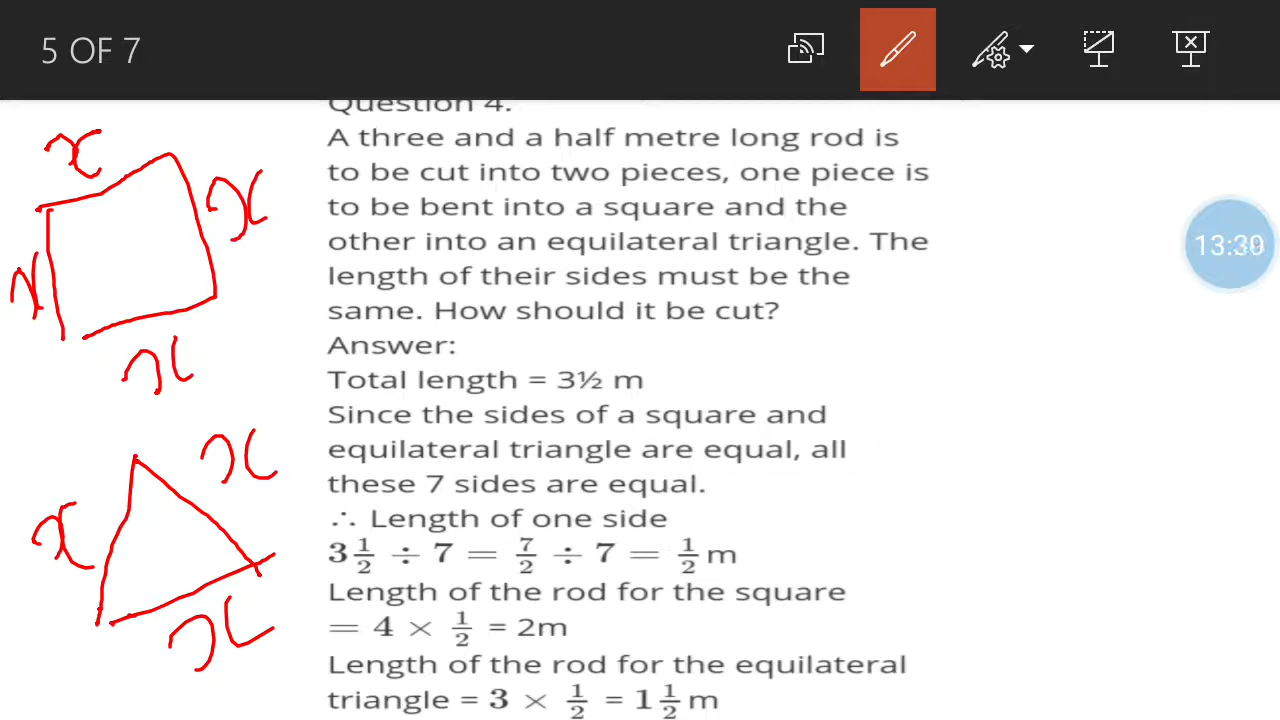 5 OF 7
13:30
Question 4.
A three and a half metre long rod is
to be cut into two pieces, one piece is
to be bent into a square and the
other into an equilateral triangle. The
length of their sides must be the
same. How should it be cut?
Answer:
Total length = 3½ m
Since the sides of a square and
equilateral triangle are equal, all
these 7 sides are equal.
∴ Length of one side
3 1/2 ÷ 7 = 7/2 ÷ 7 = 1/2 m
Length of the rod for the square
= 4 × 1/2 = 2m
Length of the rod for the equilateral
triangle = 3 × 1/2 = 1 1/2 m
x
x
x
x
x
x
x